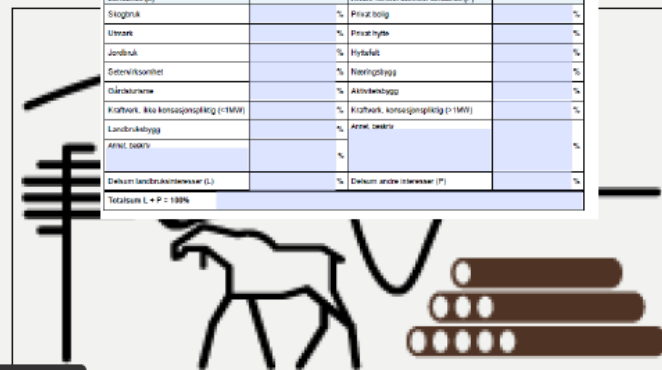 Skogbruk % Privat bolig %
Utmark % Privat hytte %
Jordbruk % Hyttefelt %
Setervirksomhet % Næringsbygg %
Gårdsturisme % Aktivitetsbygg %
Kraftverk, ikke konsesjonspliktig (<1MW) % Kraftverk, konsesjonspliktig (>1MW) %
Landbruksbygg % Annet, beskriv %
Annet, beskriv %
Delsum landbruksinteresser (L) % Delsum andre interesser (P) %
Totalsum L + P = 100%